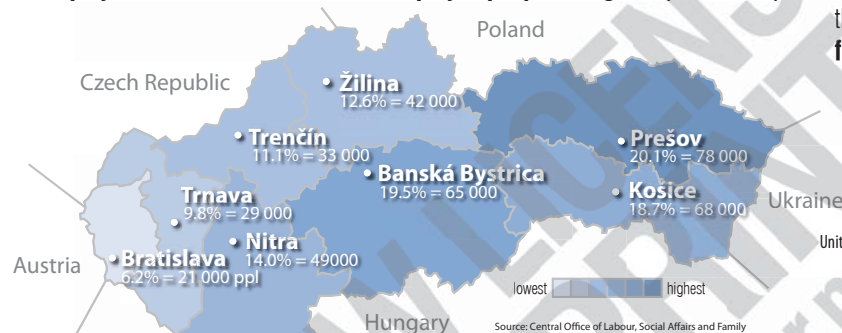 Poland
th
f
Czech Republic
Žilina
12.6% = 42 000
Trenčín
11.1% = 33 000
Prešov
20.1% = 78 000
Banská Bystrica
19.5% = 65 000
Košice
18.7% = 68 000
Trnava
9.8% = 29 000
Ukraine
Nitra
14.0% = 49000
Unit
Bratislava
6.2% = 21 000 ppl
Austria
lowest
highest
Hungary
Source: Central Office of Labour, Social Affairs and Family